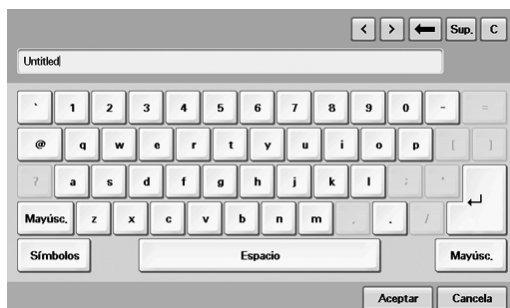 < > ← Sup. C
Untitled
` 1 2 3 4 5 6 7 8 9 0 - =
@ q w e r t y u i o p [ ]
? a s d f g h j k l ; ' ↵
Mayúsc. z x c v b n m , . /
Símbolos Espacio Mayúsc.
Aceptar Cancela